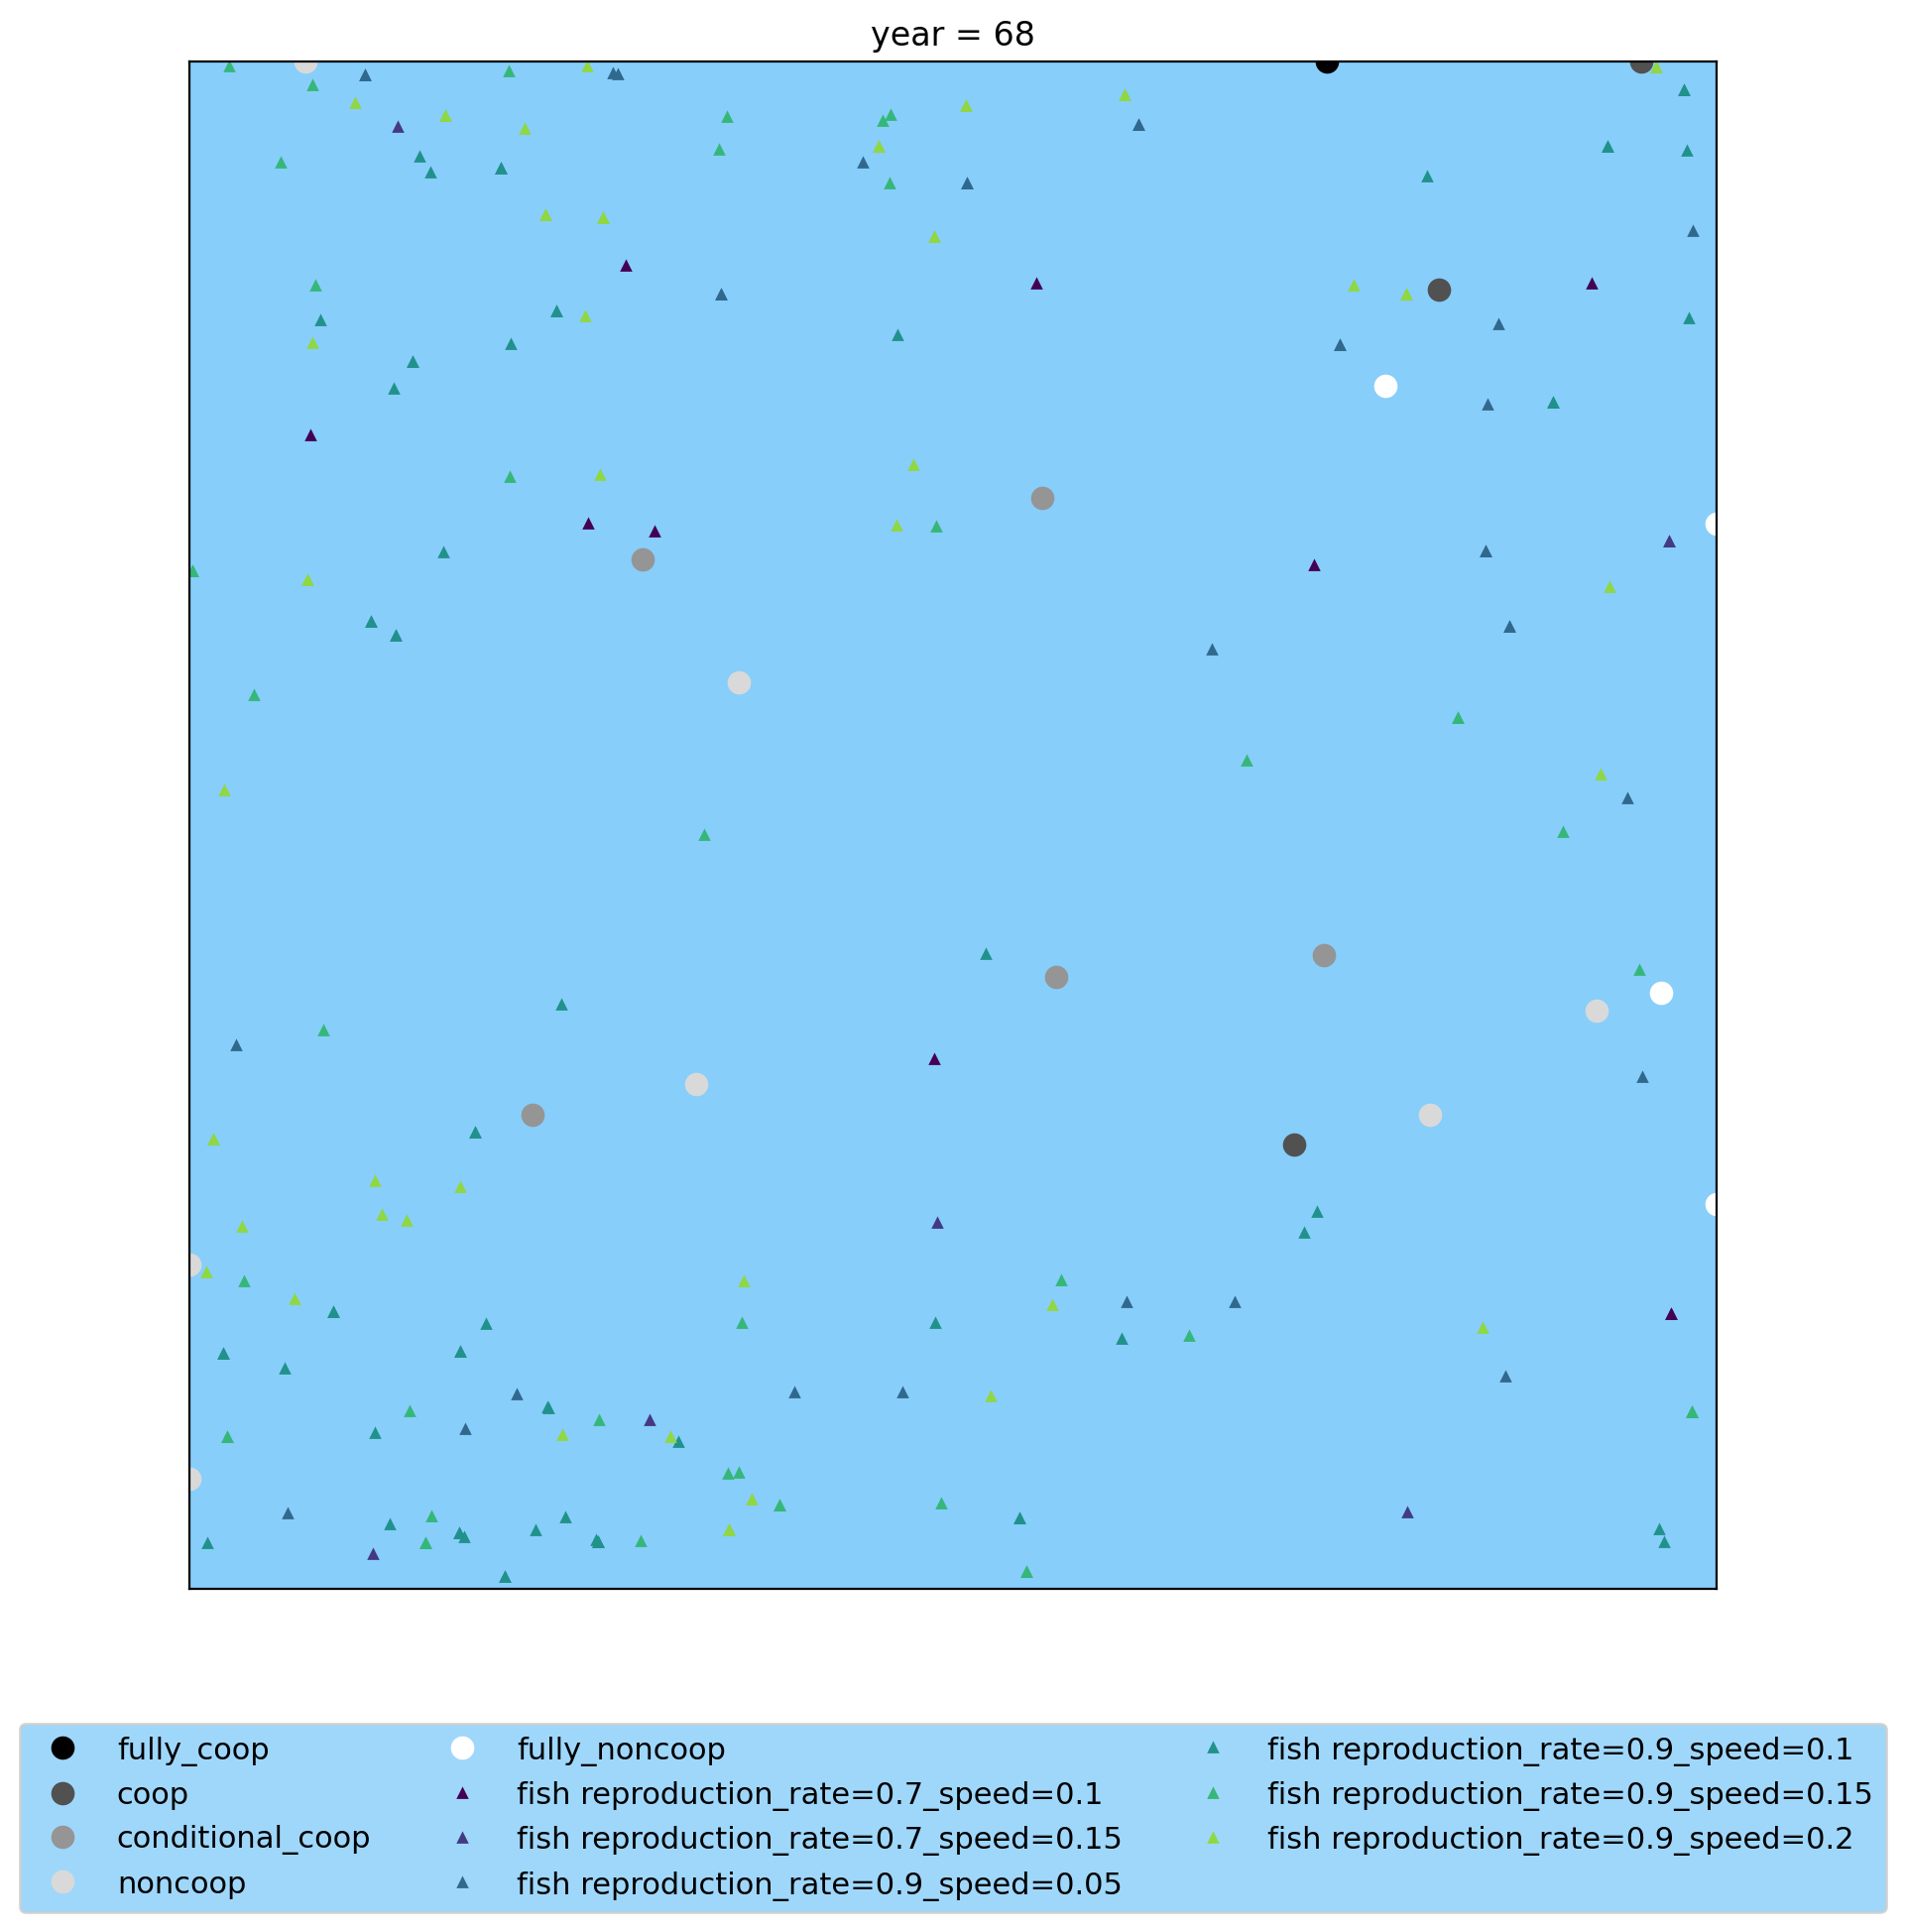 year = 68
fully_coop
coop
conditional_coop
noncoop
fully_noncoop
fish reproduction_rate=0.7_speed=0.1
fish reproduction_rate=0.7_speed=0.15
fish reproduction_rate=0.9_speed=0.05
fish reproduction_rate=0.9_speed=0.1
fish reproduction_rate=0.9_speed=0.15
fish reproduction_rate=0.9_speed=0.2